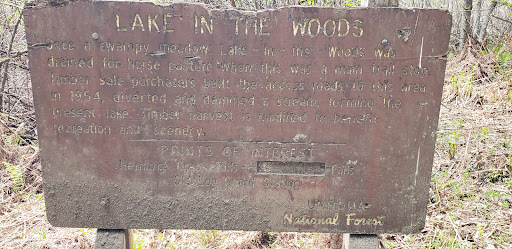 LAKE IN THE WOODS
Once a swampy meadow, Lake - in - the - Woods was
drained for horse pasture when this was a main trail stop.
Timber sale purchasers built the access roads to this area
in 1954, diverted and dammed a stream, forming the
present lake. Timber harvest is modified to benefit
recreation and scenery.
POINTS OF INTEREST
Falls
UMPQUA
National Forest